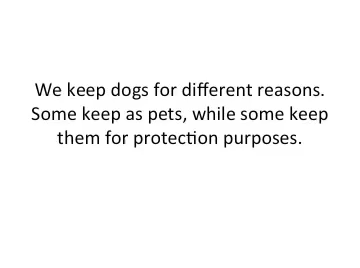 We keep dogs for different reasons.
Some keep as pets, while some keep
them for protection purposes.